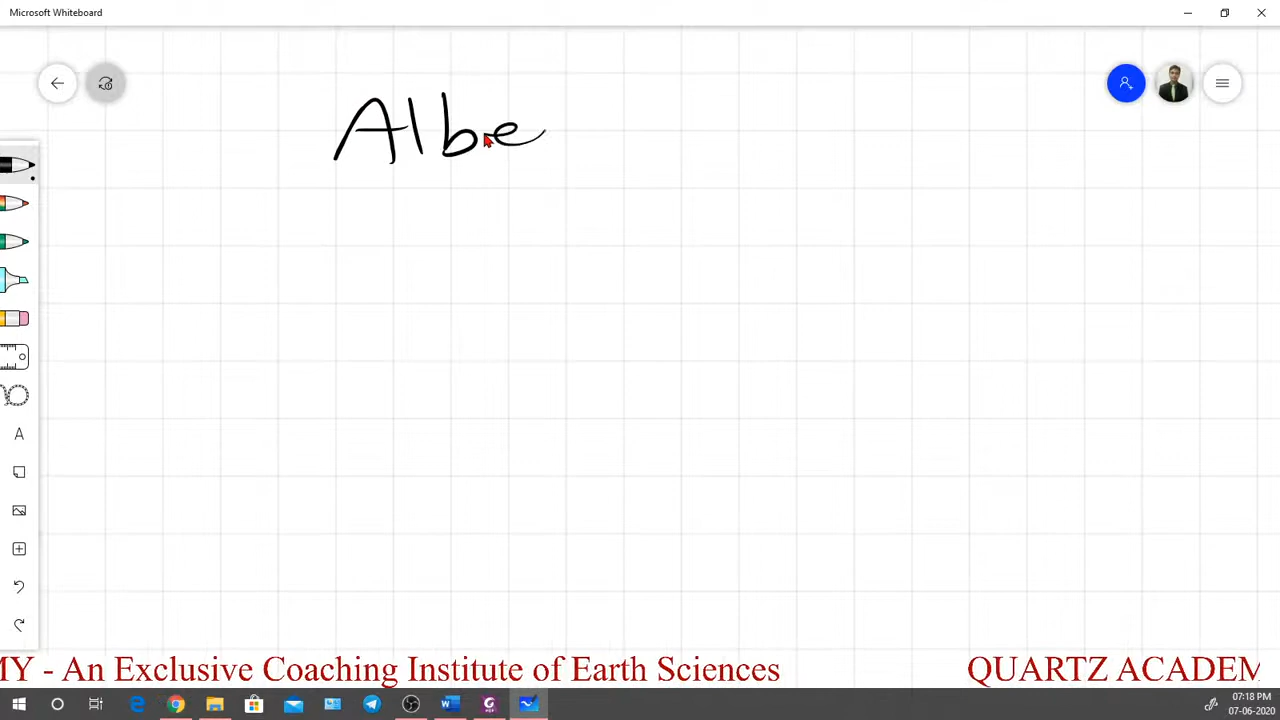 Microsoft Whiteboard
Albe
A
MY - An Exclusive Coaching Institute of Earth Sciences QUARTZ ACADEM
07:18 PM
07-06-2020